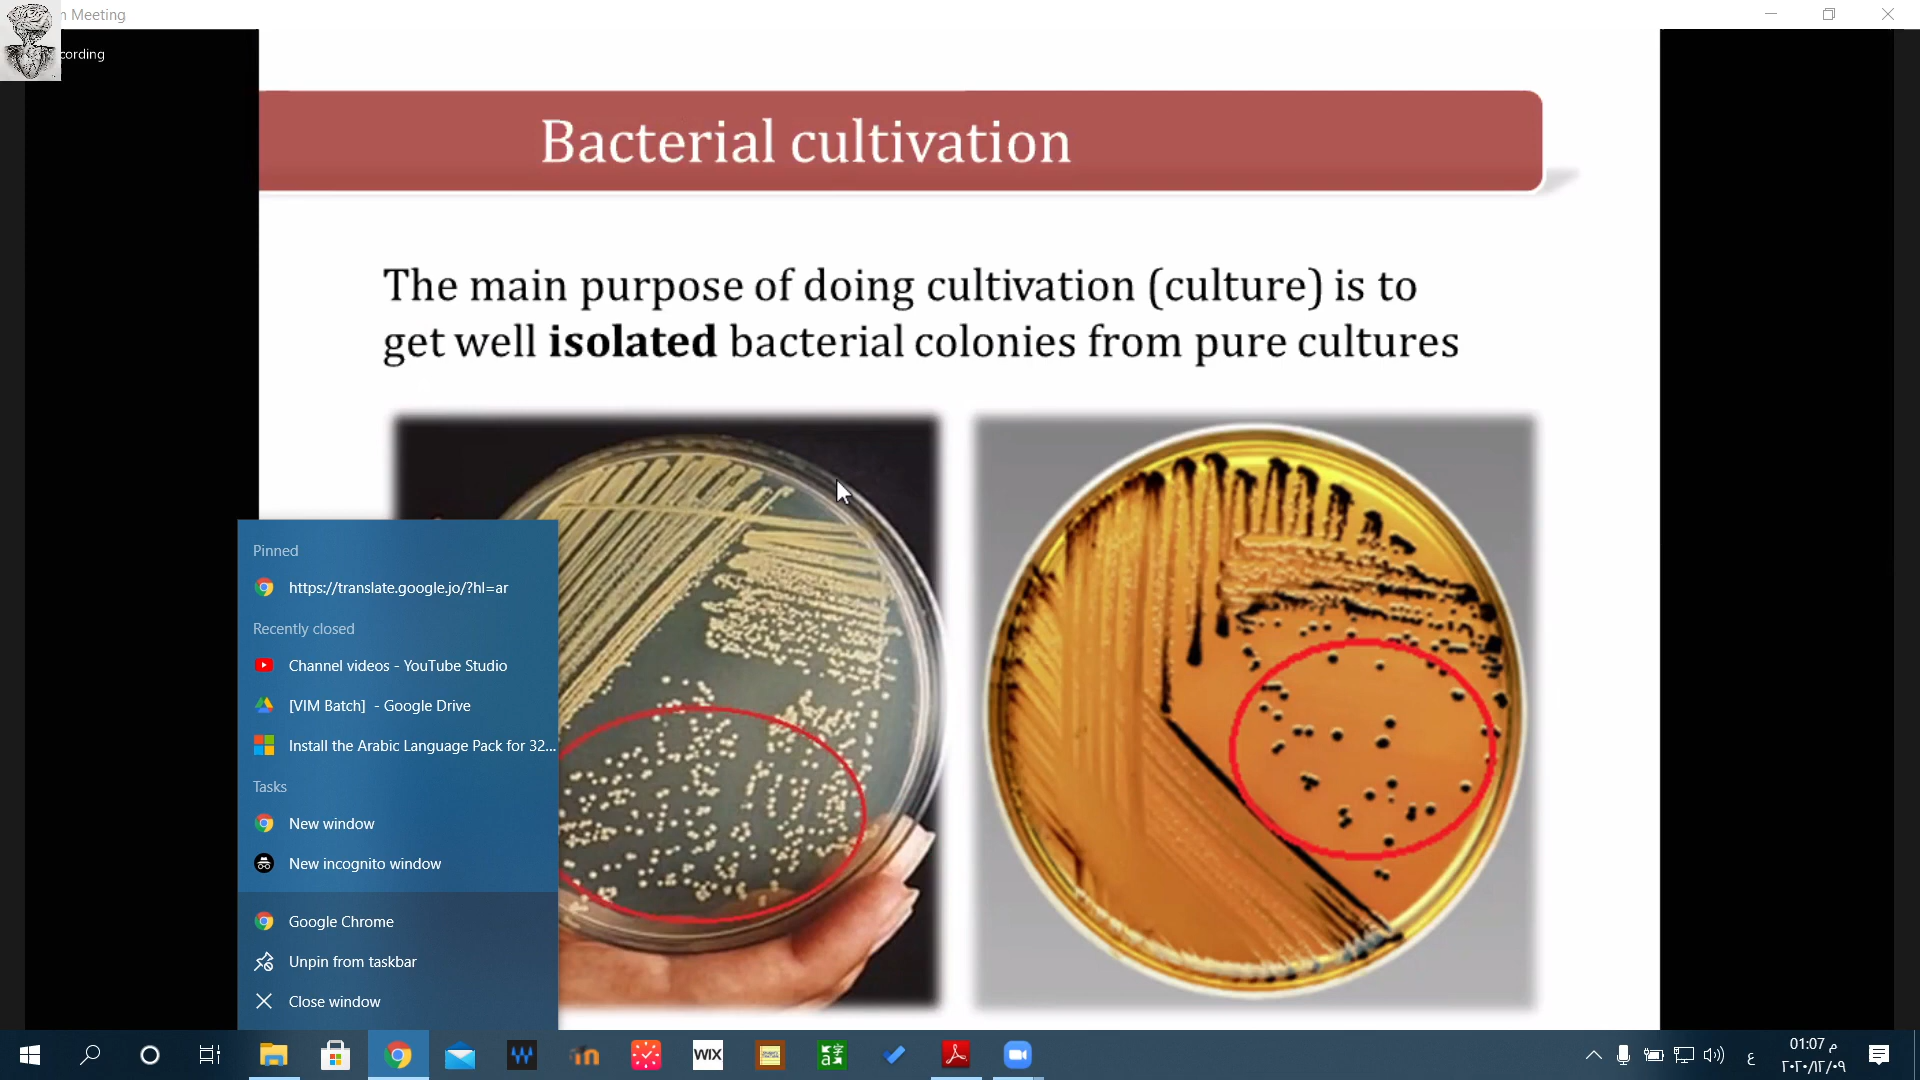 Meeting
cording
Bacterial cultivation
The main purpose of doing cultivation (culture) is to
get well isolated bacterial colonies from pure cultures
Pinned
https://translate.google.jo/?hl=ar
Recently closed
Channel videos - YouTube Studio
[VIM Batch] - Google Drive
Install the Arabic Language Pack for 32...
Tasks
New window
New incognito window
Google Chrome
Unpin from taskbar
Close window
WIX
ع
01:07 م
٢٠٢٠/١٢/٠٩